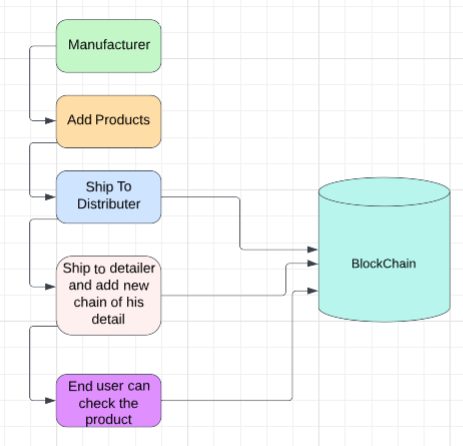 Manufacturer
Add Products
Ship To
Distributer
BlockChain
Ship to detailer
and add new
chain of his
detail
End user can
check the
product